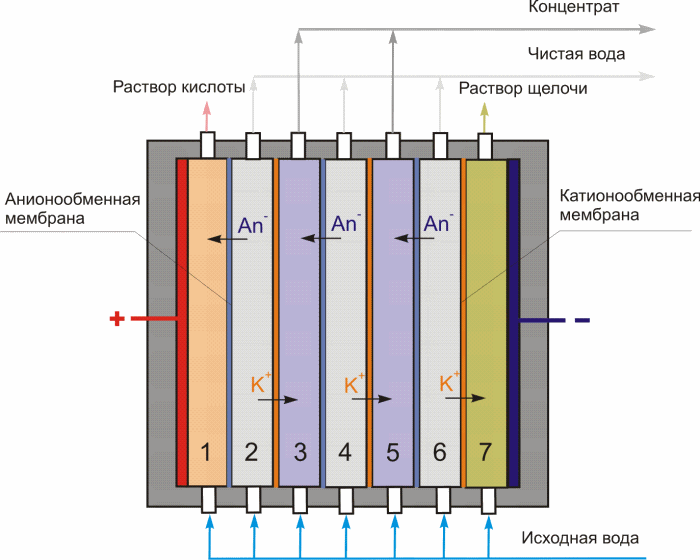 Концентрат
Чистая вода
Раствор кислоты
Раствор щелочи
Анионообменная
мембрана
Катионообменная
мембрана
An-
An-
An-
+
–
K+
K+
K+
1 2 3 4 5 6 7
Исходная вода